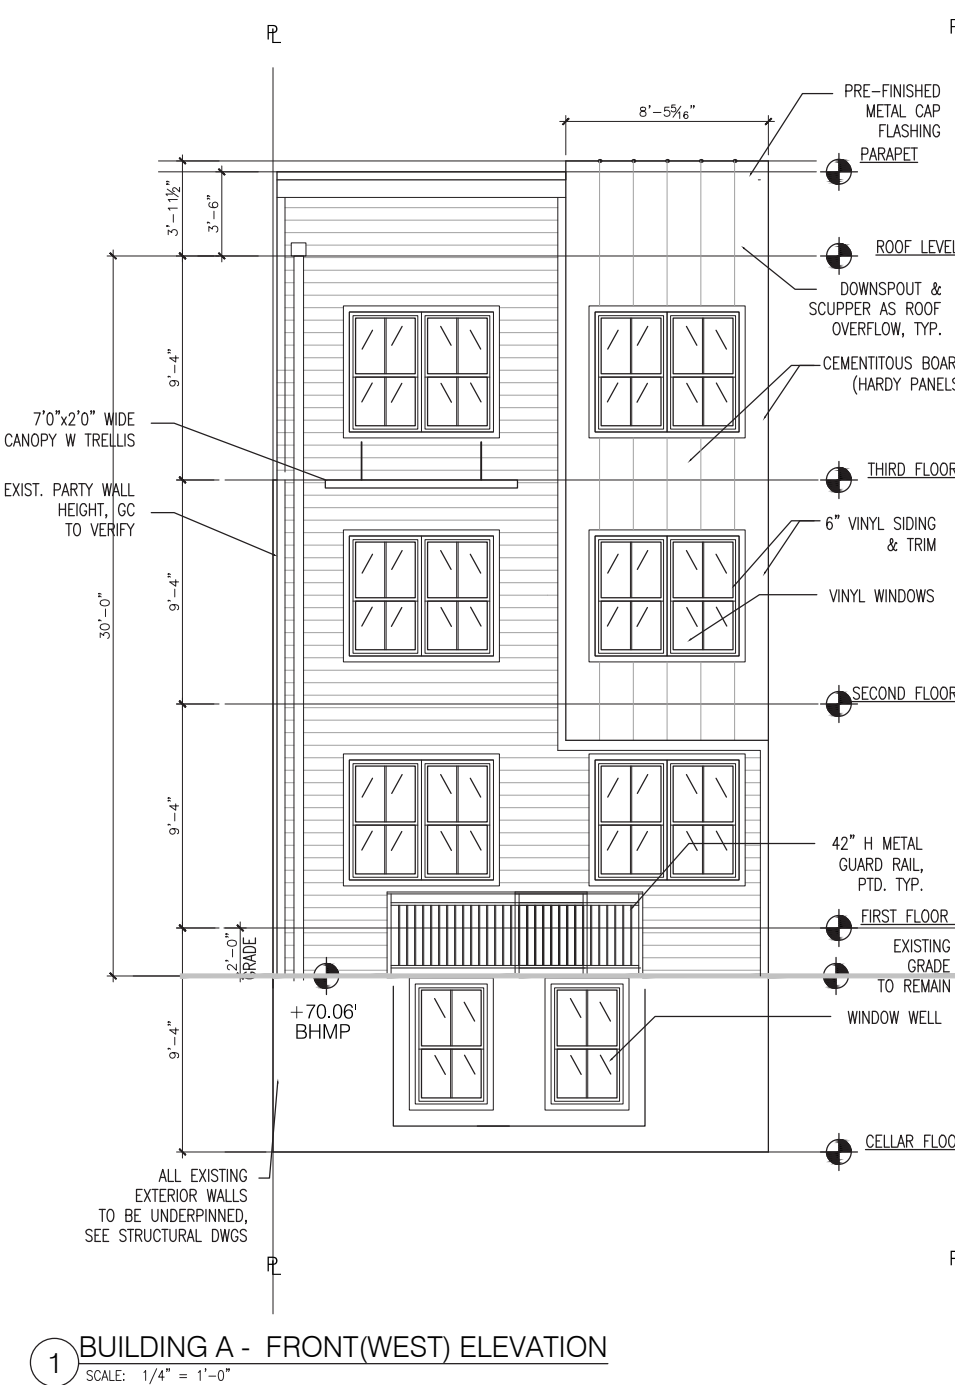 PL
8'-5 5/16"
PRE-FINISHED
METAL CAP
FLASHING
PARAPET
3'-11 1/2"
3'-6"
ROOF LEVEL
DOWNSPOUT &
SCUPPER AS ROOF
OVERFLOW, TYP.
9'-4"
CEMENTITOUS BOAR
(HARDY PANELS
7'0"x2'0" WIDE
CANOPY W TRELLIS
THIRD FLOOR
EXIST. PARTY WALL
HEIGHT, GC
TO VERIFY
6" VINYL SIDING
& TRIM
9'-4"
30'-0"
VINYL WINDOWS
SECOND FLOOR
9'-4"
42" H METAL
GUARD RAIL,
PTD. TYP.
FIRST FLOOR
2'-0"
GRADE
EXISTING
GRADE
TO REMAIN
+70.06'
BHMP
WINDOW WELL
9'-4"
CELLAR FLOO
ALL EXISTING
EXTERIOR WALLS
TO BE UNDERPINNED,
SEE STRUCTURAL DWGS
PL
1
BUILDING A - FRONT(WEST) ELEVATION
SCALE: 1/4" = 1'-0"